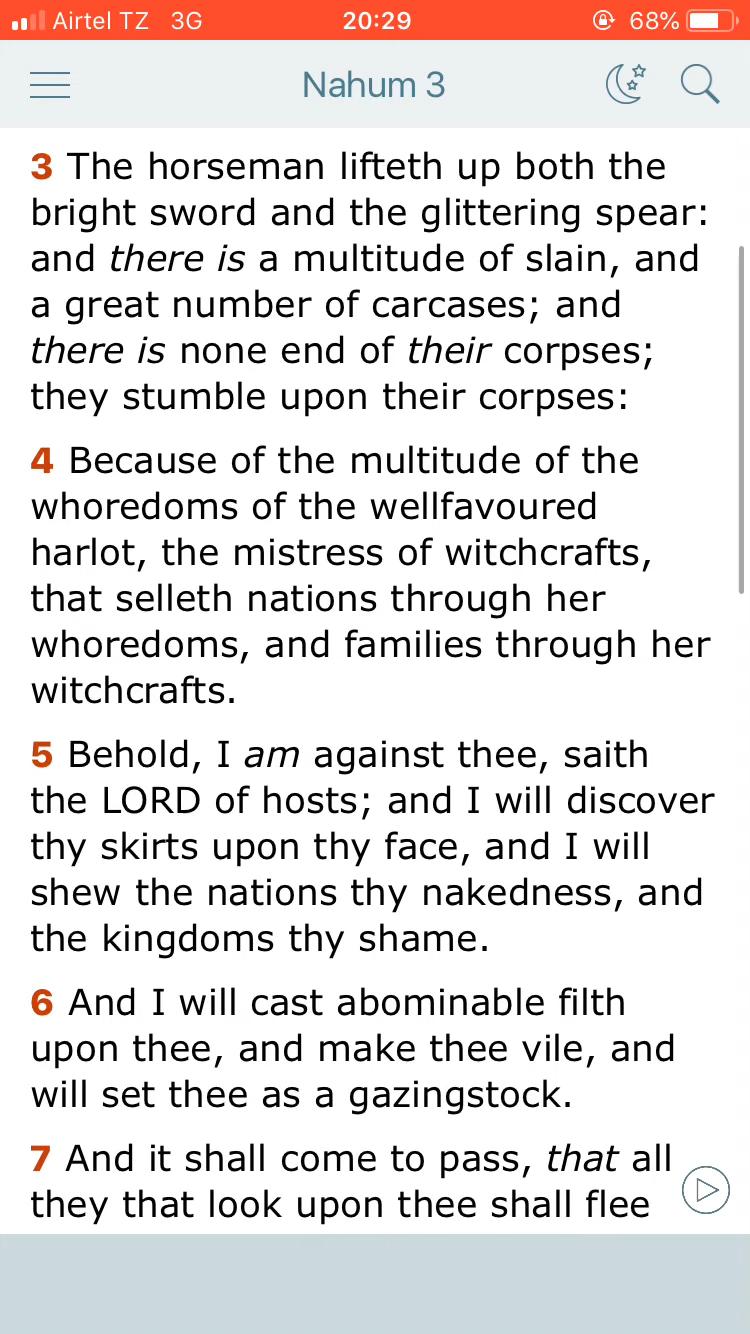 Airtel TZ 3G 20:29 68%
Nahum 3
3 The horseman lifteth up both the
bright sword and the glittering spear:
and there is a multitude of slain, and
a great number of carcases; and
there is none end of their corpses;
they stumble upon their corpses:
4 Because of the multitude of the
whoredoms of the wellfavoured
harlot, the mistress of witchcrafts,
that selleth nations through her
whoredoms, and families through her
witchcrafts.
5 Behold, I am against thee, saith
the LORD of hosts; and I will discover
thy skirts upon thy face, and I will
shew the nations thy nakedness, and
the kingdoms thy shame.
6 And I will cast abominable filth
upon thee, and make thee vile, and
will set thee as a gazingstock.
7 And it shall come to pass, that all
they that look upon thee shall flee